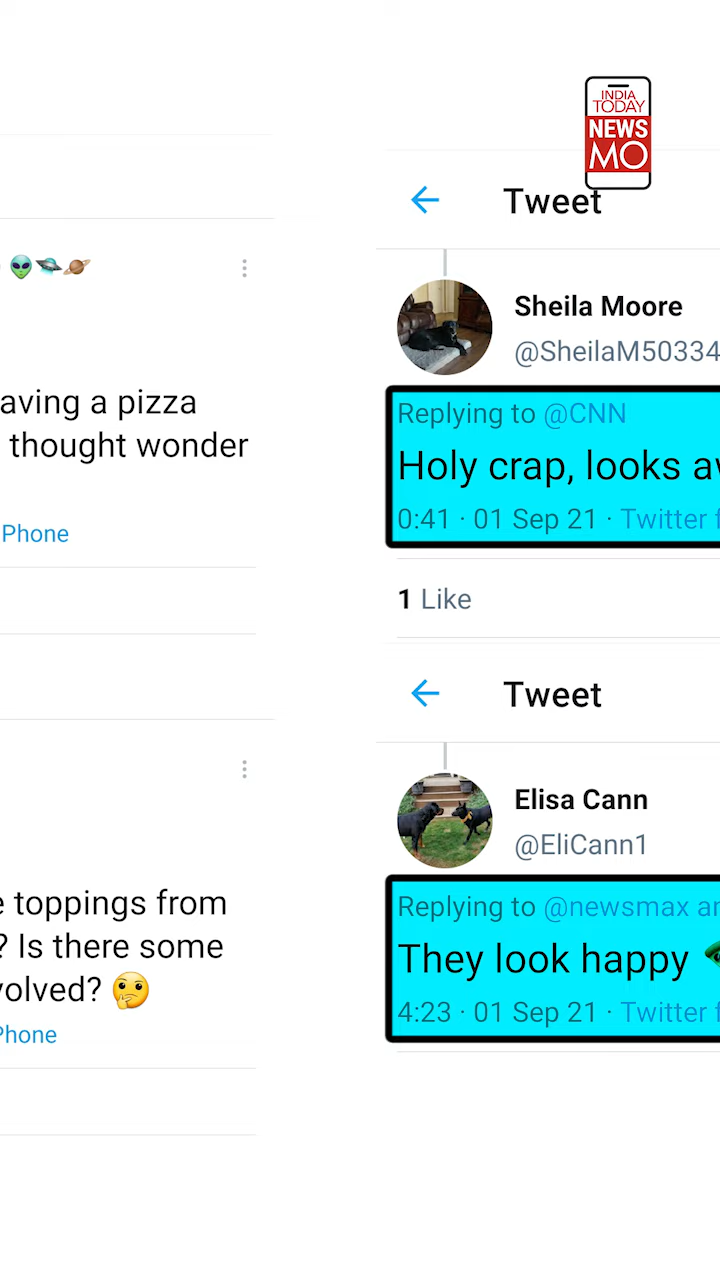 INDIA
TODAY
NEWS
MO
aving a pizza
thought wonder
Phone
toppings from
? Is there some
volved? 🤔
Phone
Tweet
Sheila Moore
@SheilaM50334
Replying to @CNN
Holy crap, looks
0:41 · 01 Sep 21 · Twitter
1 Like
Tweet
Elisa Cann
@EliCann1
Replying to @newsmax
They look happy
4:23 · 01 Sep 21 · Twitter